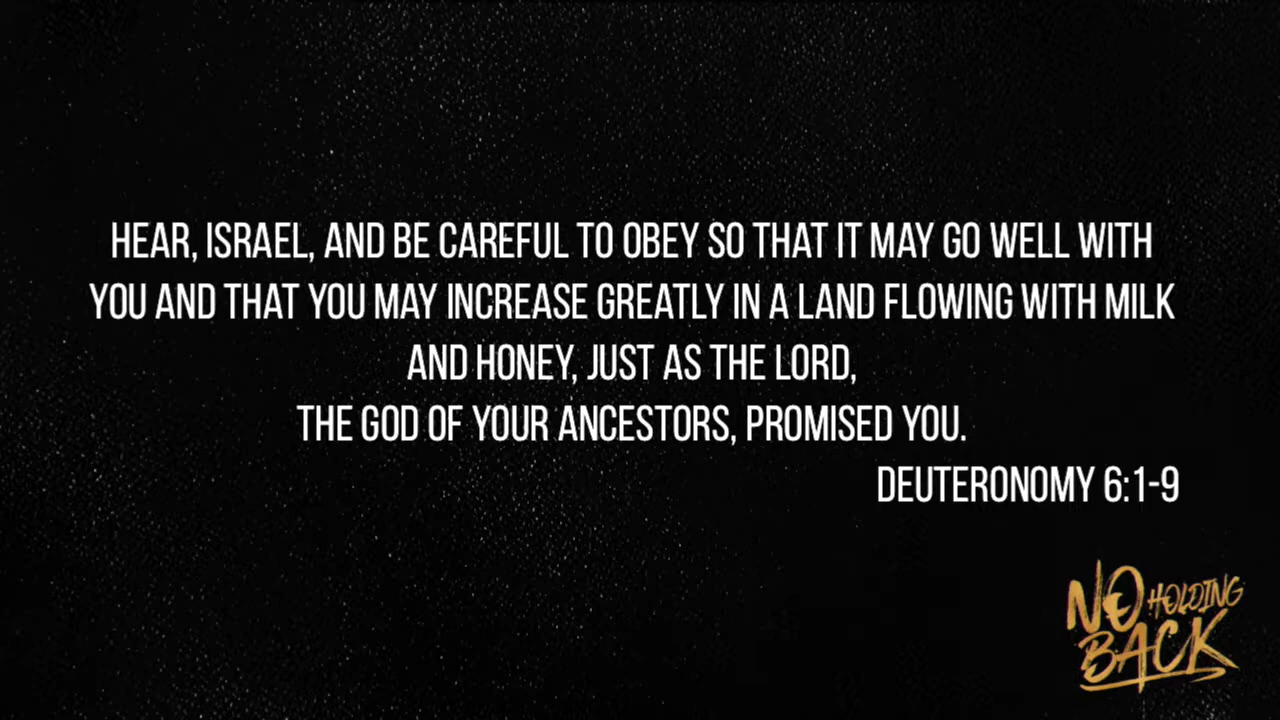 HEAR, ISRAEL, AND BE CAREFUL TO OBEY SO THAT IT MAY GO WELL WITH
YOU AND THAT YOU MAY INCREASE GREATLY IN A LAND FLOWING WITH MILK
AND HONEY, JUST AS THE LORD,
THE GOD OF YOUR ANCESTORS, PROMISED YOU.
DEUTERONOMY 6:1-9
NO HOLDING
BACK